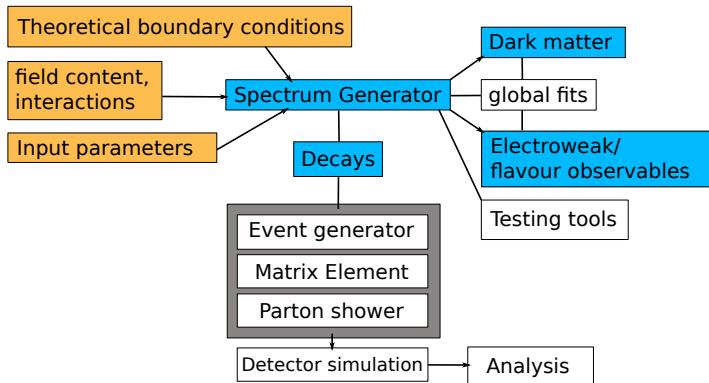 Theoretical boundary conditions
field content,
interactions
Input parameters
Spectrum Generator
Dark matter
global fits
Electroweak/
flavour observables
Testing tools
Decays
Event generator
Matrix Element
Parton shower
Detector simulation
Analysis